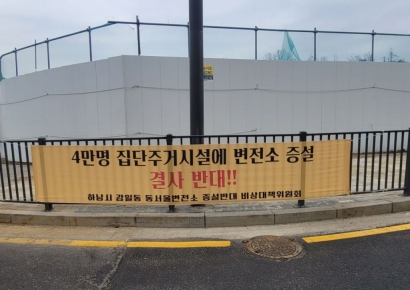 4만명 집단주거시설에 변전소 증설
결사 반대!!
하남시 감일동 동서울변전소 증설반대 비상대책위원회